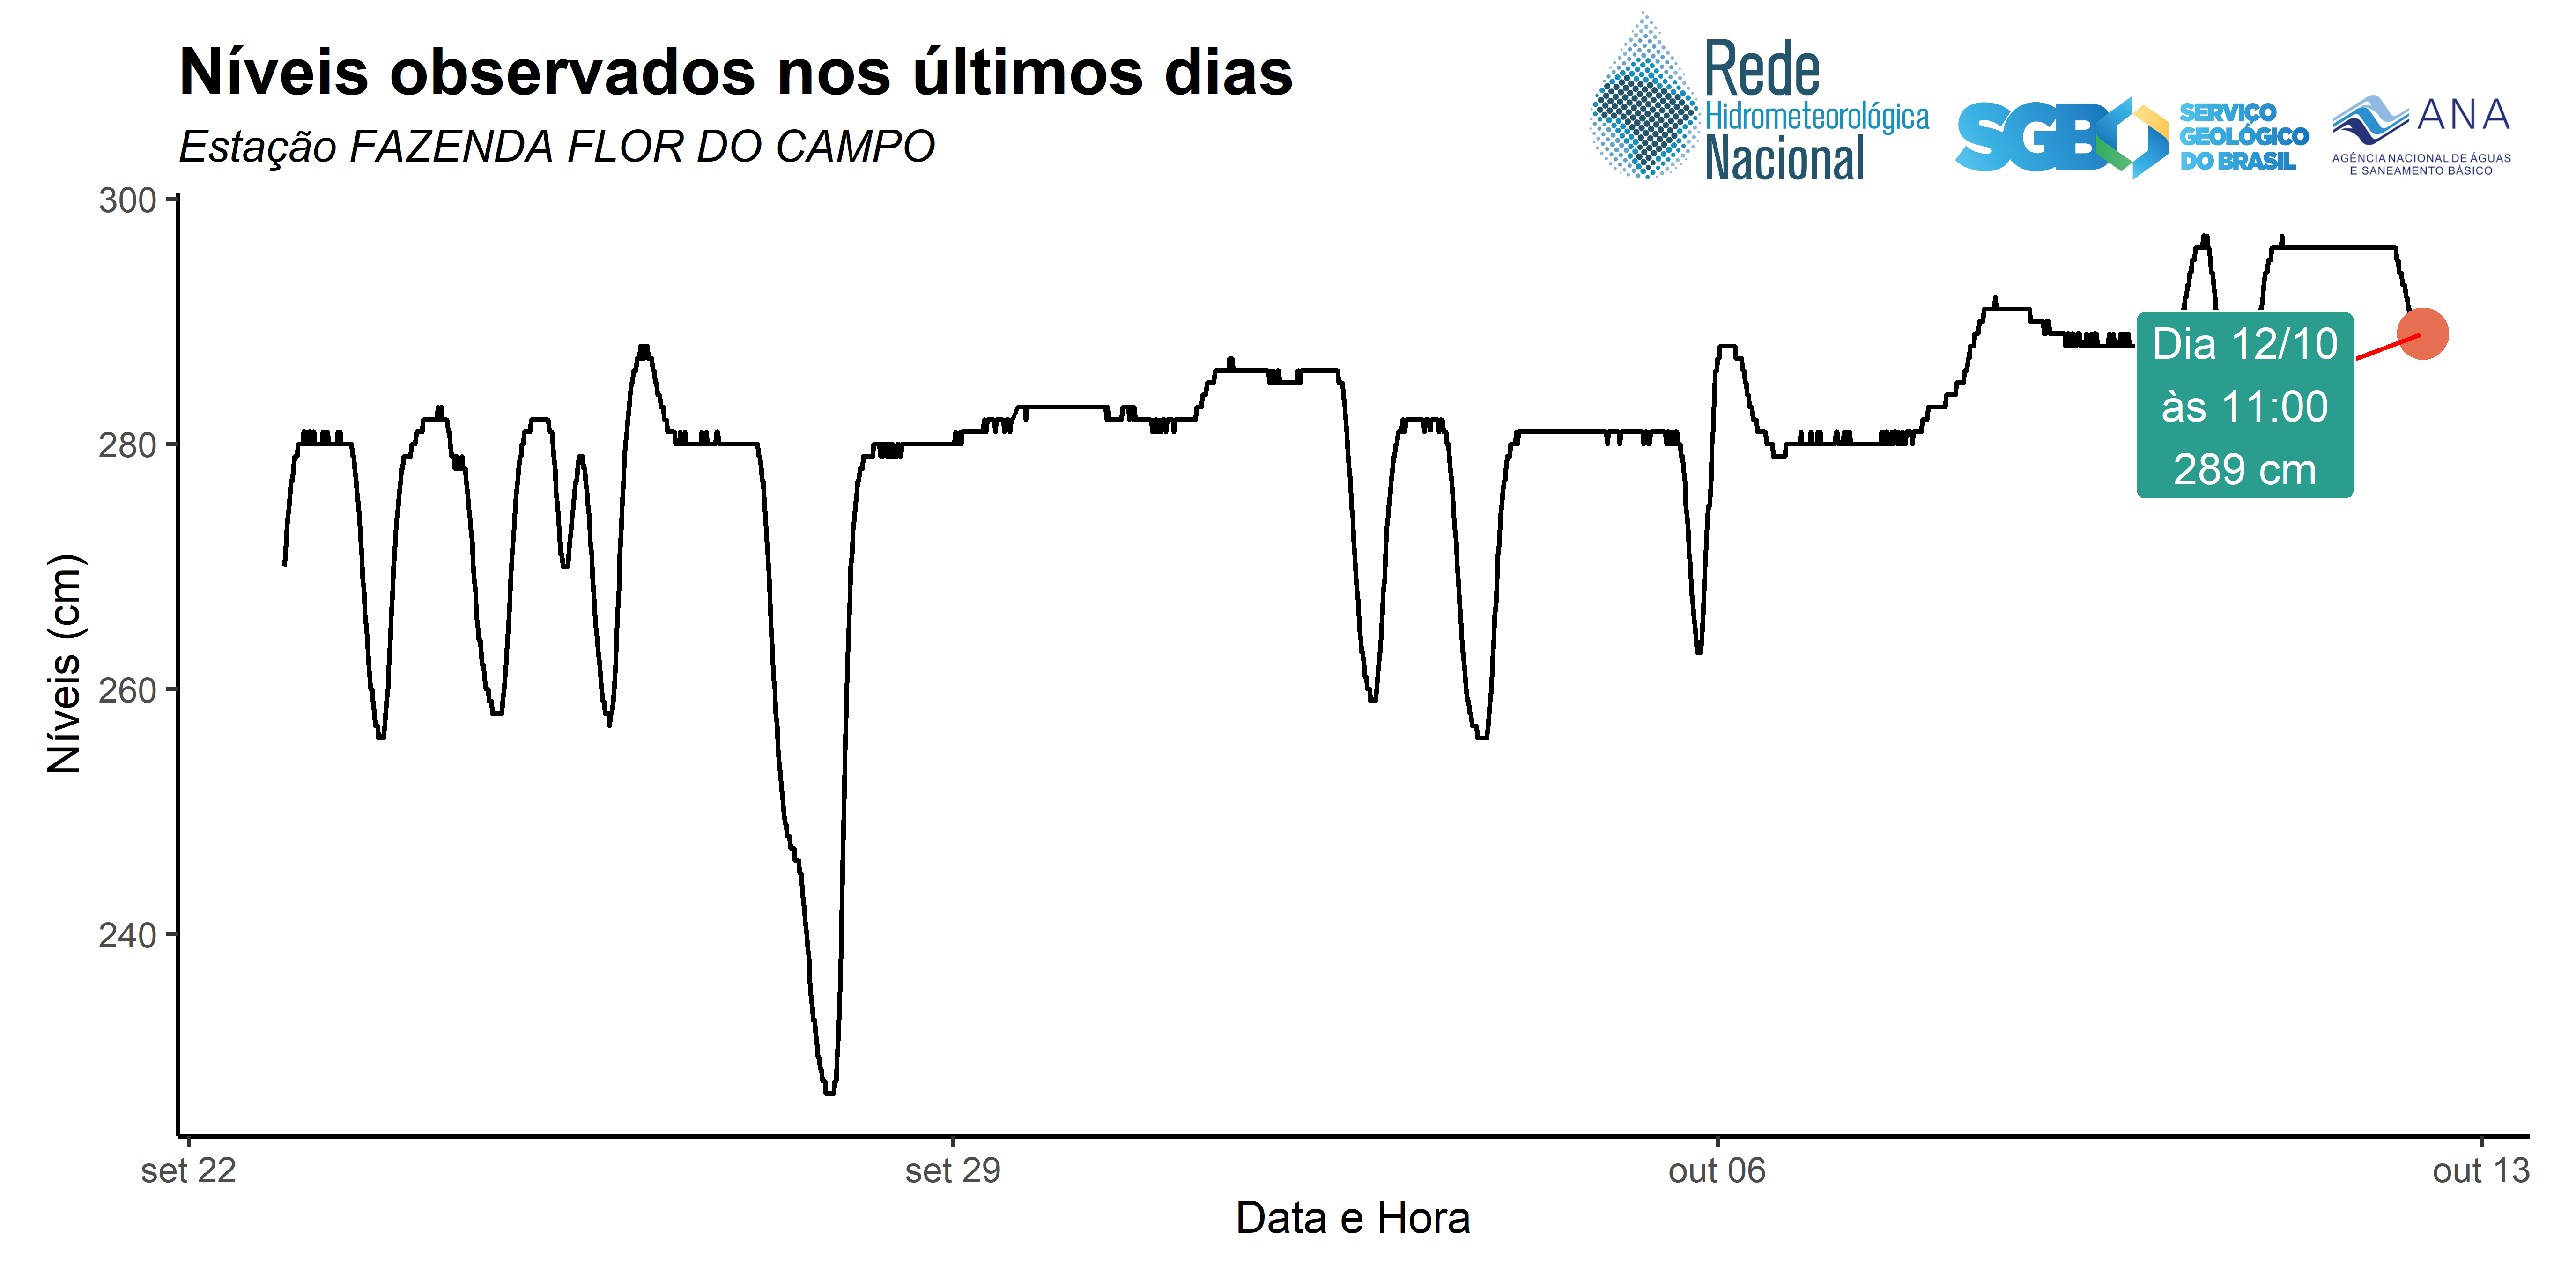 Níveis observados nos últimos dias
Estação FAZENDA FLOR DO CAMPO
Rede
Hidrometeorológica
Nacional
SGB
SERVIÇO
GEOLÓGICO
DO BRASIL
ANA
AGÊNCIA NACIONAL DE ÁGUAS
E SANEAMENTO BÁSICO
300
280
260
240
Níveis (cm)
Dia 12/10
às 11:00
289 cm
set 22
set 29
out 06
out 13
Data e Hora